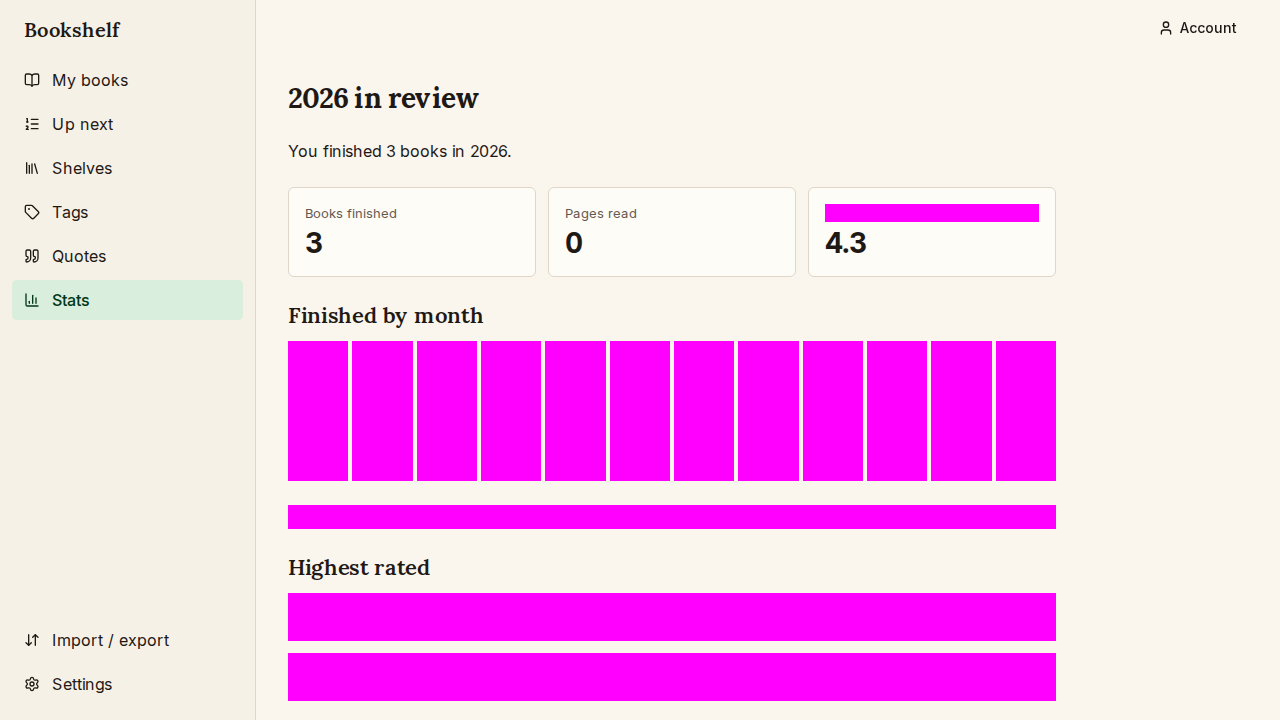 Bookshelf
My books
Up next
Shelves
Tags
Quotes
Stats
Import / export
Settings
Account
2026 in review
You finished 3 books in 2026.
Books finished
3
Pages read
0
4.3
Finished by month
Highest rated